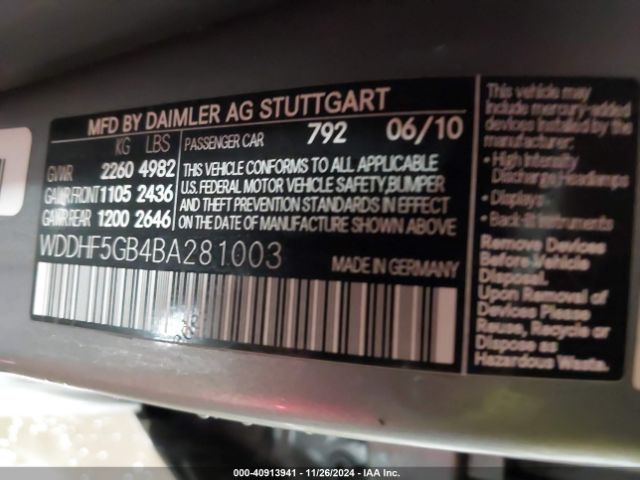 MFD BY DAIMLER AG STUTTGART
KG LBS
PASSENGER CAR 792 06/10
GVWR 2260 4982
GAWR FRONT 1105 2436
GAWR REAR 1200 2646
THIS VEHICLE CONFORMS TO ALL APPLICABLE
U.S. FEDERAL MOTOR VEHICLE SAFETY, BUMPER
AND THEFT PREVENTION STANDARDS IN EFFECT
ON THE DATE OF MANUFACTURE SHOWN ABOVE
WDDHF5GB4BA281003
MADE IN GERMANY
This vehicle may
include mercury-added
devices installed by the
manufacturer:
• High Intensity
Discharge Headlamps
• Displays
• Back-lit Instruments
Remove Devices
Before Vehicle
Disposal.
Upon Removal of
Devices Please
Reuse, Recycle or
Dispose as
Hazardous Waste.
000-40913941 - 11/26/2024 - IAA Inc.